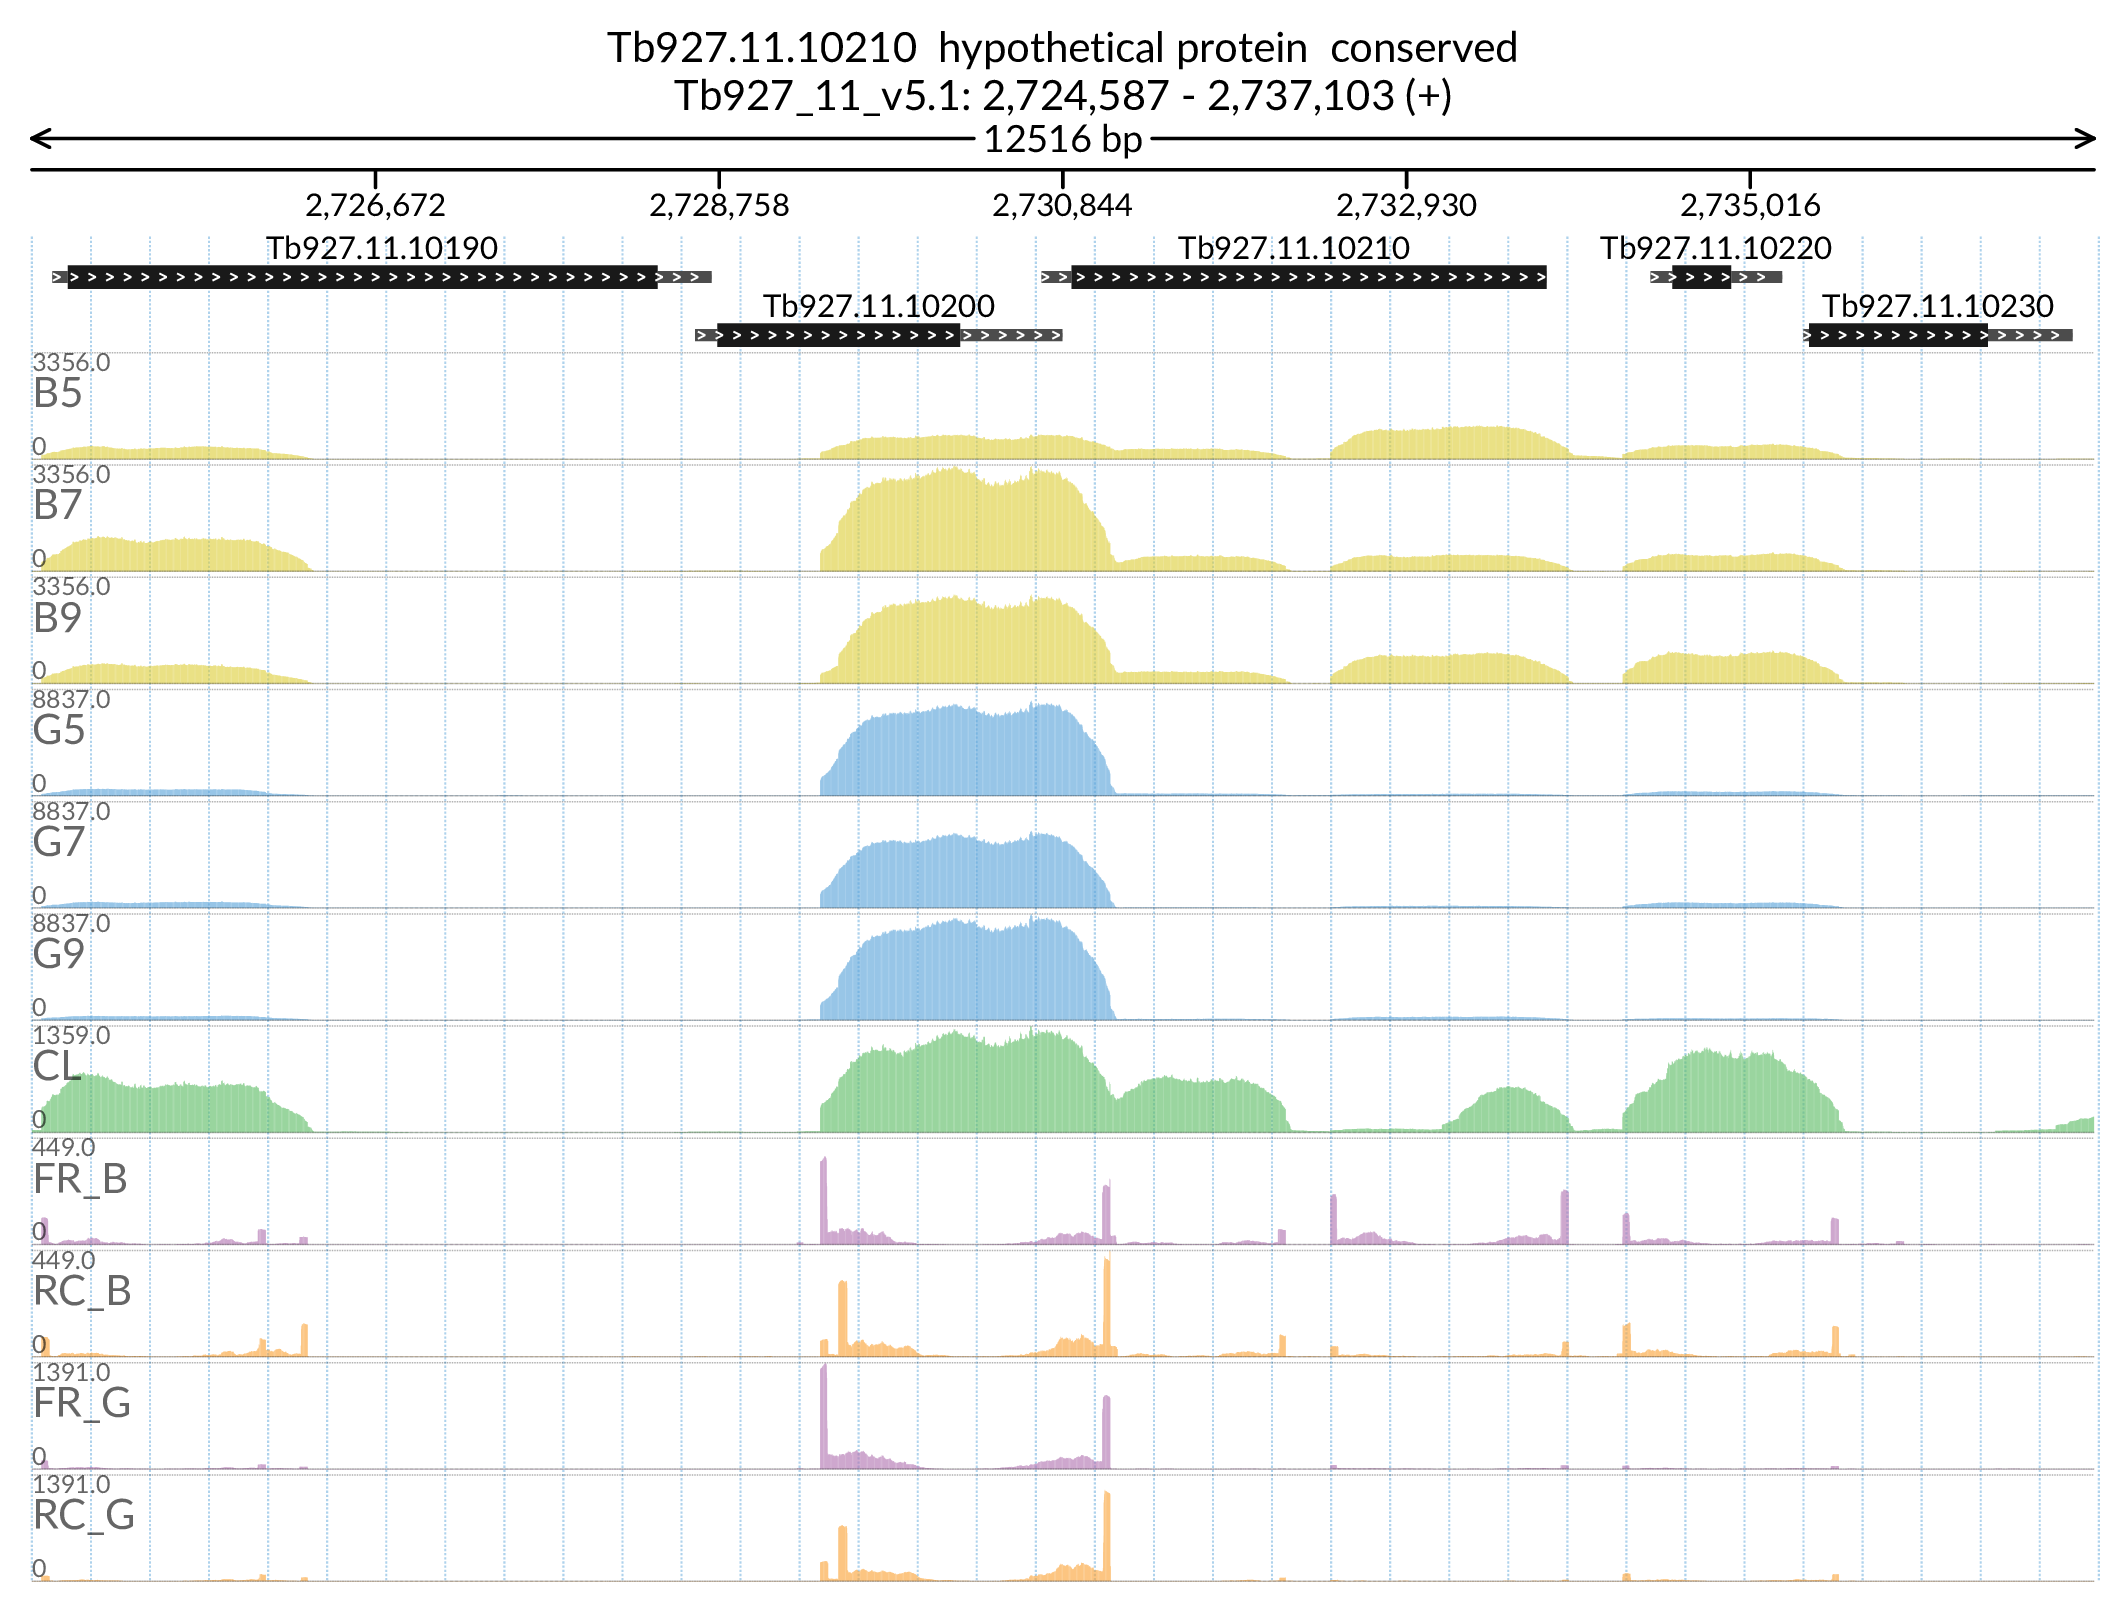 Tb927.11.10210  hypothetical protein  conserved
Tb927_11_v5.1: 2,724,587 - 2,737,103 (+)
12516 bp
2,726,672 2,728,758 2,730,844 2,732,930 2,735,016
Tb927.11.10190 Tb927.11.10210 Tb927.11.10220
Tb927.11.10200 Tb927.11.10230
3356.0
B5
0
3356.0
B7
0
3356.0
B9
0
8837.0
G5
0
8837.0
G7
0
8837.0
G9
0
1359.0
CL
0
449.0
FR_B
0
449.0
RC_B
0
1391.0
FR_G
0
1391.0
RC_G
0